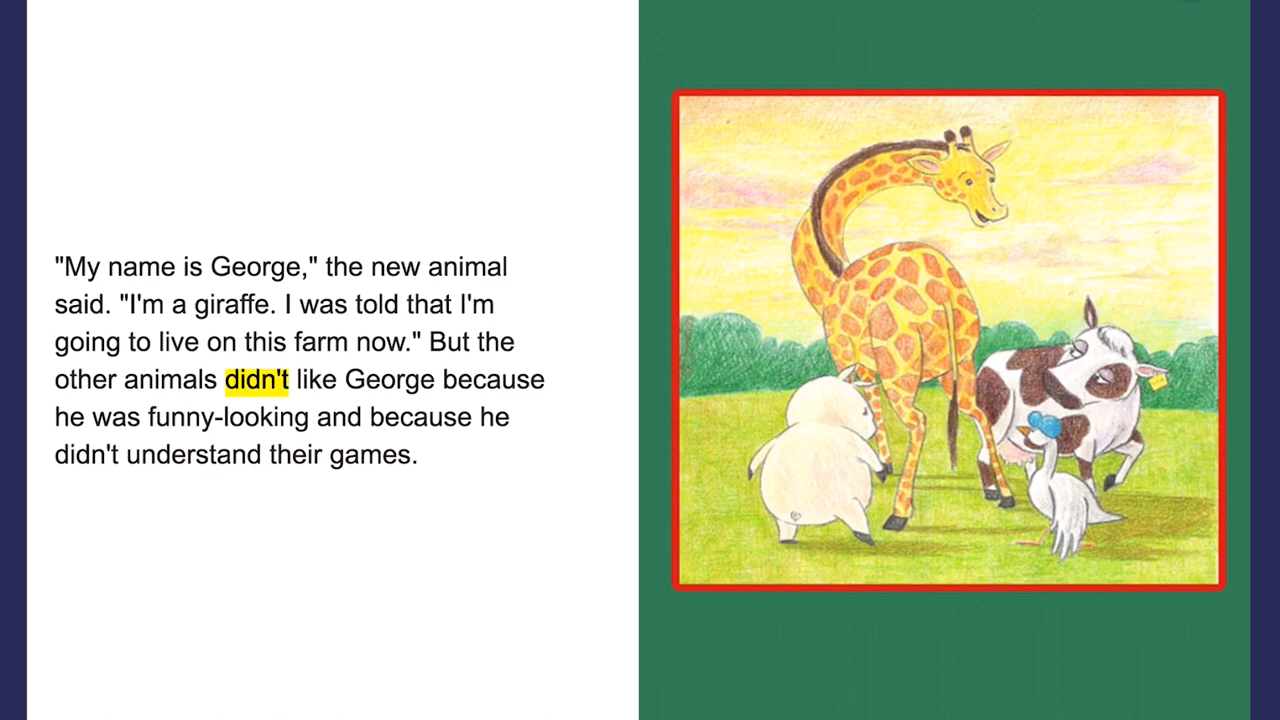 "My name is George," the new animal
said. "I'm a giraffe. I was told that I'm
going to live on this farm now." But the
other animals didn't like George because
he was funny-looking and because he
didn't understand their games.